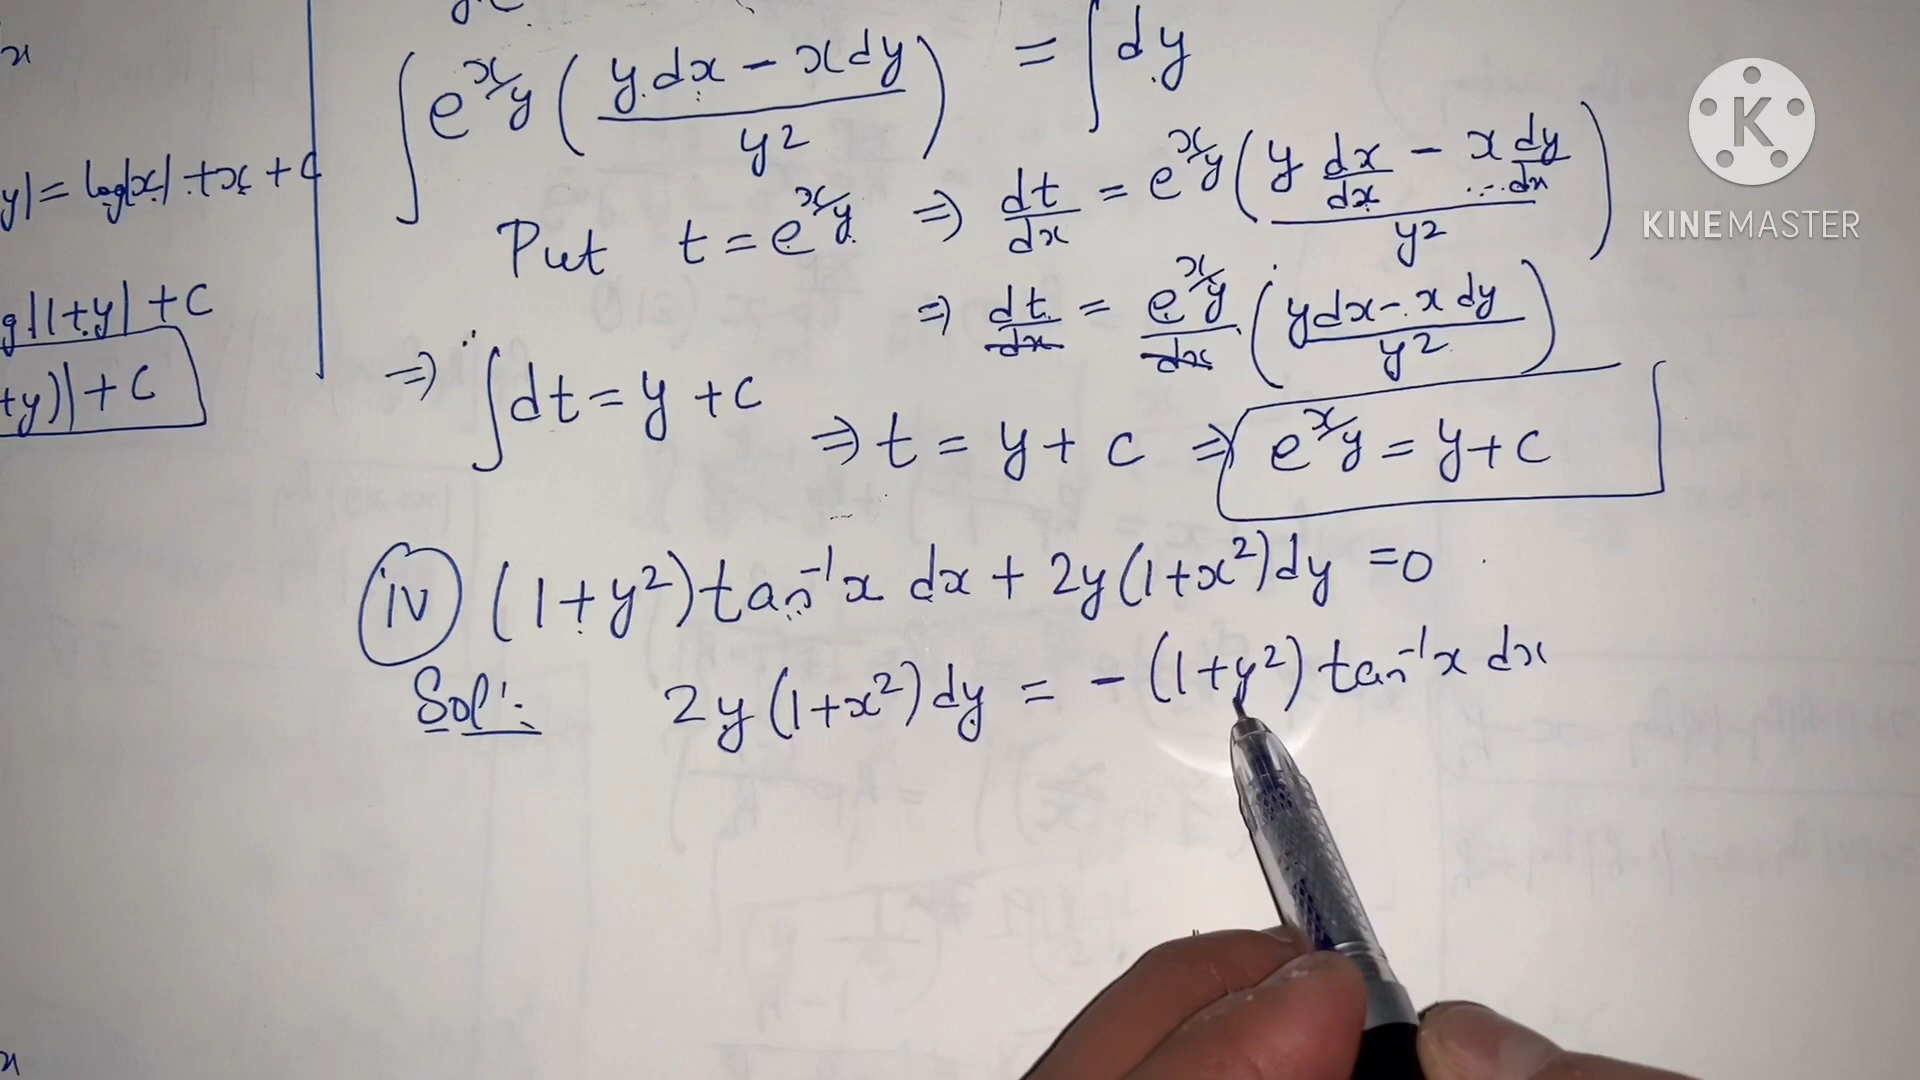 x
y| = log|x| + x + c
g|1+y| + c
+y)| + c
∫ e^{x/y} ( (y dx - x dy) / y² ) = ∫ dy
Put t = e^{x/y} ⇒ dt/dx = e^{x/y} ( (y dx/dx - x dy/dx) / y² )
⇒ dt/dx = e^{x/y}/dx ( (y dx - x dy) / y² )
⇒ ∫ dt = y + c
⇒ t = y + c ⇒ e^{x/y} = y + c
iv (1+y²) tan⁻¹x dx + 2y(1+x²)dy = 0
Sol': 2y(1+x²)dy = -(1+y²) tan⁻¹x dx
x
K
KINEMASTER